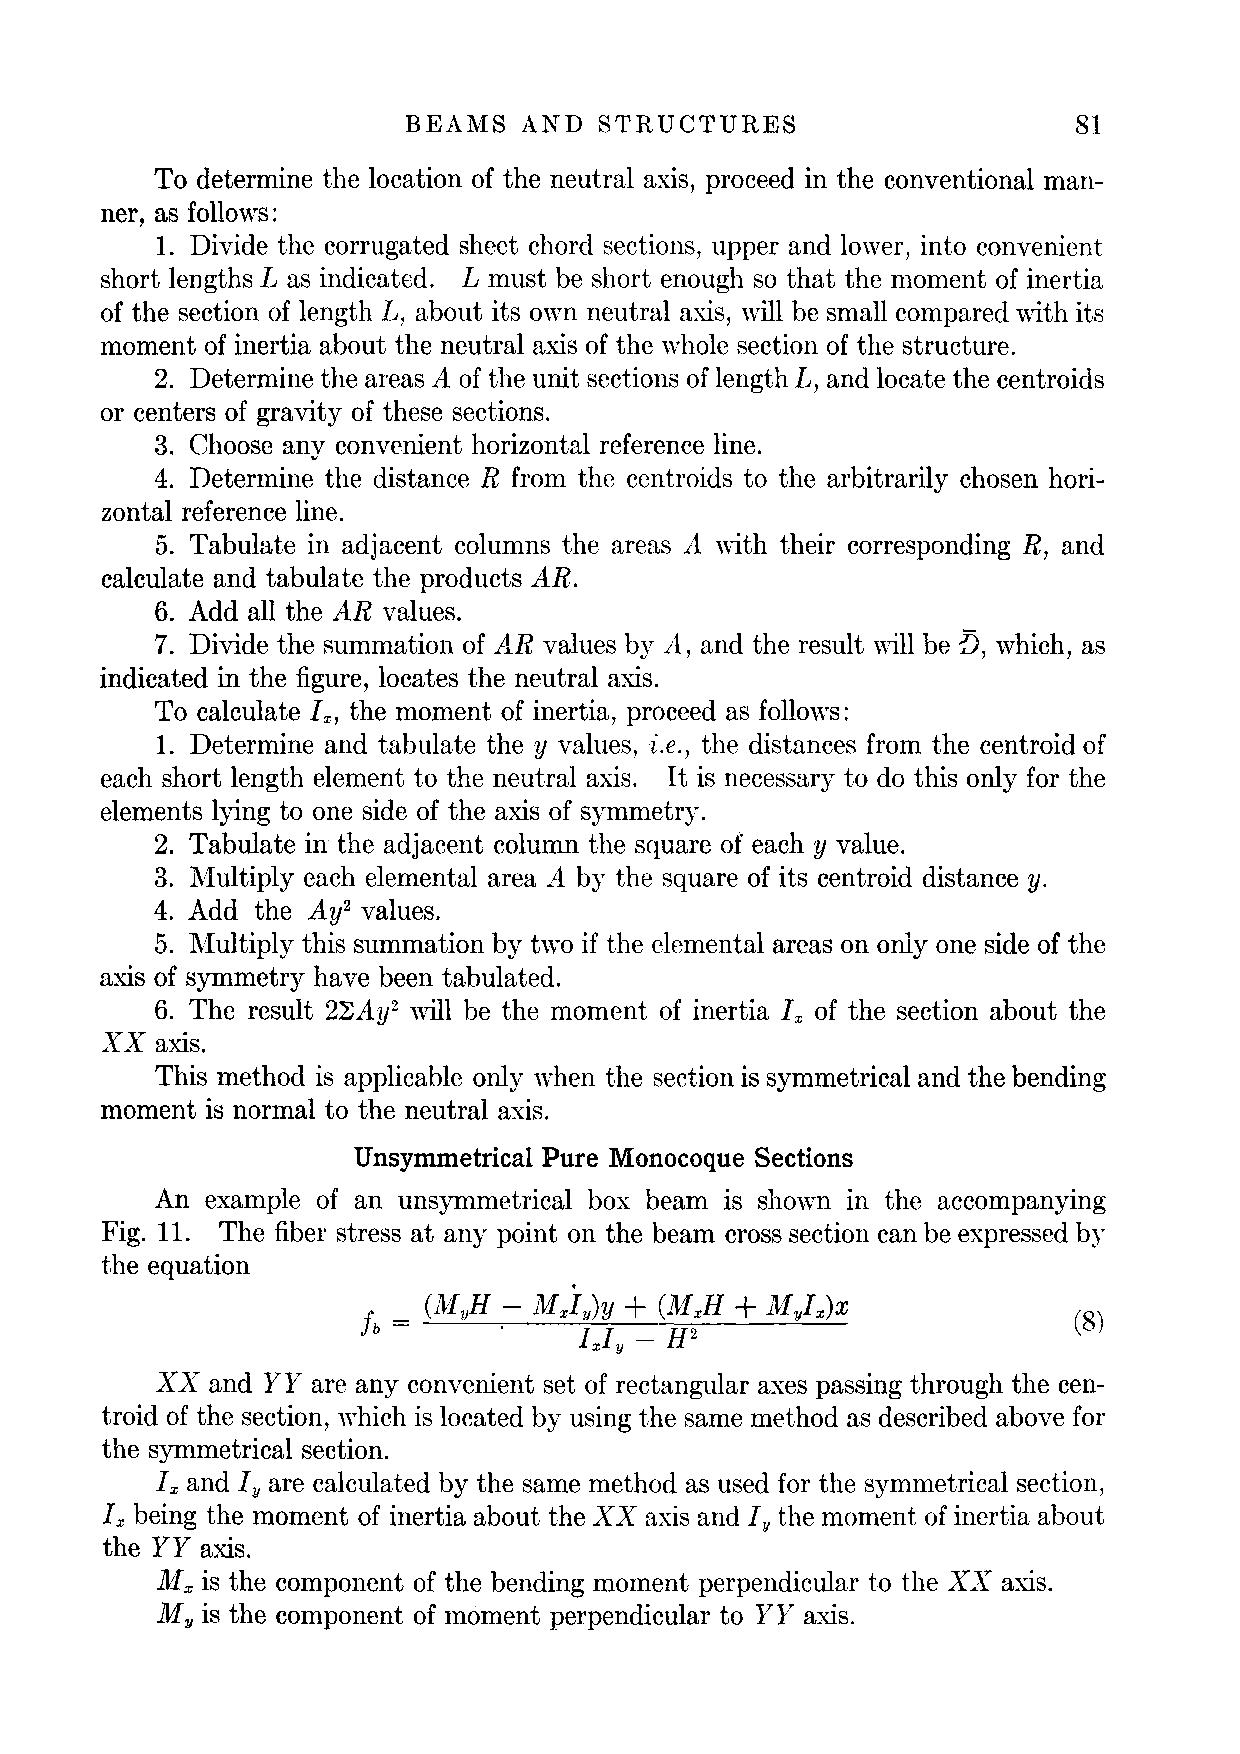 BEAMS AND STRUCTURES 81
To determine the location of the neutral axis, proceed in the conventional man-
ner, as follows:
1. Divide the corrugated sheet chord sections, upper and lower, into convenient
short lengths L as indicated. L must be short enough so that the moment of inertia
of the section of length L, about its own neutral axis, will be small compared with its
moment of inertia about the neutral axis of the whole section of the structure.
2. Determine the areas A of the unit sections of length L, and locate the centroids
or centers of gravity of these sections.
3. Choose any convenient horizontal reference line.
4. Determine the distance R from the centroids to the arbitrarily chosen hori-
zontal reference line.
5. Tabulate in adjacent columns the areas A with their corresponding R, and
calculate and tabulate the products AR.
6. Add all the AR values.
7. Divide the summation of AR values by A, and the result will be D̄, which, as
indicated in the figure, locates the neutral axis.
To calculate Iₓ, the moment of inertia, proceed as follows:
1. Determine and tabulate the y values, i.e., the distances from the centroid of
each short length element to the neutral axis. It is necessary to do this only for the
elements lying to one side of the axis of symmetry.
2. Tabulate in the adjacent column the square of each y value.
3. Multiply each elemental area A by the square of its centroid distance y.
4. Add the Ay² values.
5. Multiply this summation by two if the elemental areas on only one side of the
axis of symmetry have been tabulated.
6. The result 2ΣAy² will be the moment of inertia Iₓ of the section about the
XX axis.
This method is applicable only when the section is symmetrical and the bending
moment is normal to the neutral axis.
Unsymmetrical Pure Monocoque Sections
An example of an unsymmetrical box beam is shown in the accompanying
Fig. 11. The fiber stress at any point on the beam cross section can be expressed by
the equation
f_b = ((M_yH − M_xI_y)y + (M_xH + M_yI_x)x) / (I_xI_y − H²) (8)
XX and YY are any convenient set of rectangular axes passing through the cen-
troid of the section, which is located by using the same method as described above for
the symmetrical section.
I_x and I_y are calculated by the same method as used for the symmetrical section,
I_x being the moment of inertia about the XX axis and I_y the moment of inertia about
the YY axis.
M_x is the component of the bending moment perpendicular to the XX axis.
M_y is the component of moment perpendicular to YY axis.